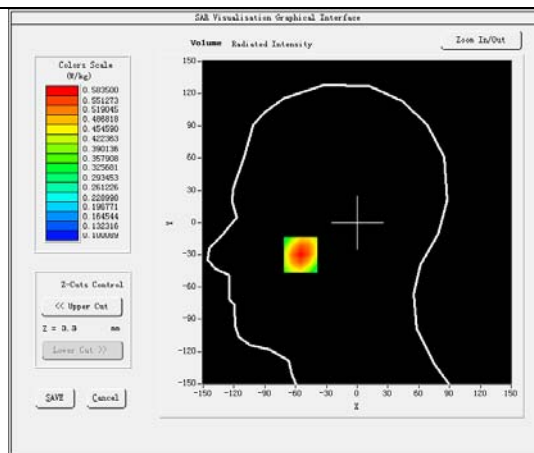 SAR Visualisation Graphical Interface
Volume Radiated Intensity
Zoom In/Out
Colors Scale
(W/kg)
0.583500
0.551273
0.519045
0.486818
0.454590
0.422363
0.390136
0.357908
0.325681
0.293453
0.261226
0.228998
0.196771
0.164544
0.132316
0.100089
150
120
90
60
30
0
-30
-60
-90
-120
-150
Y
-150 -120 -90 -60 -30 0 30 60 90 120 150
X
Z-Cuts Control
<< Upper Cut
Z = 3.9 mm
Lower Cut >>
SAVE Cancel